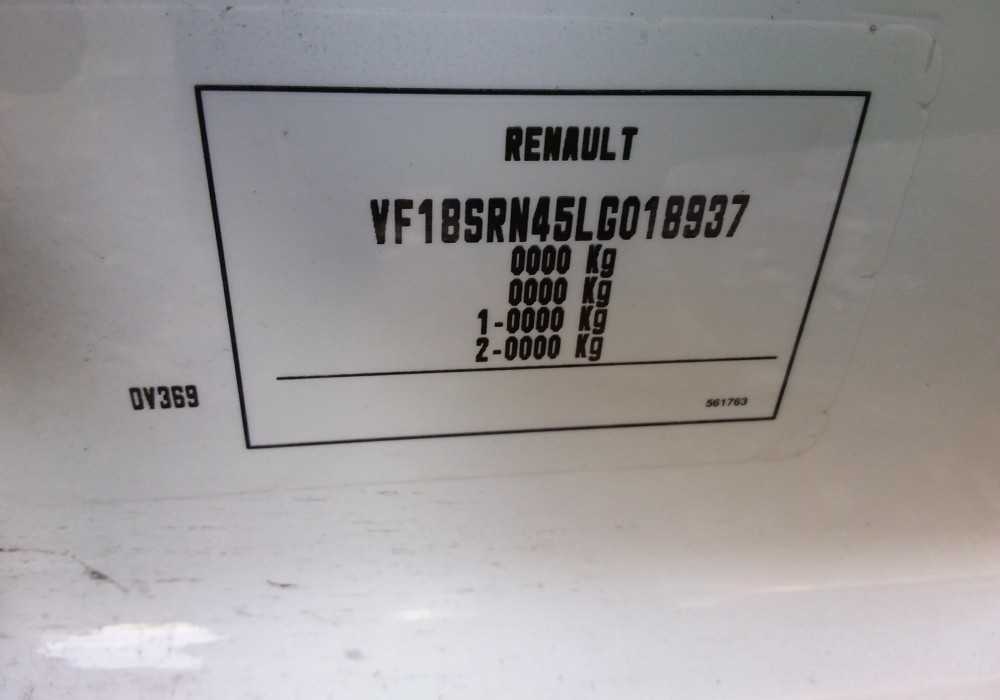 RENAULT
VF18SRN45LG018937
0000 Kg
0000 Kg
1-0000 Kg
2-0000 Kg
DV369
561763